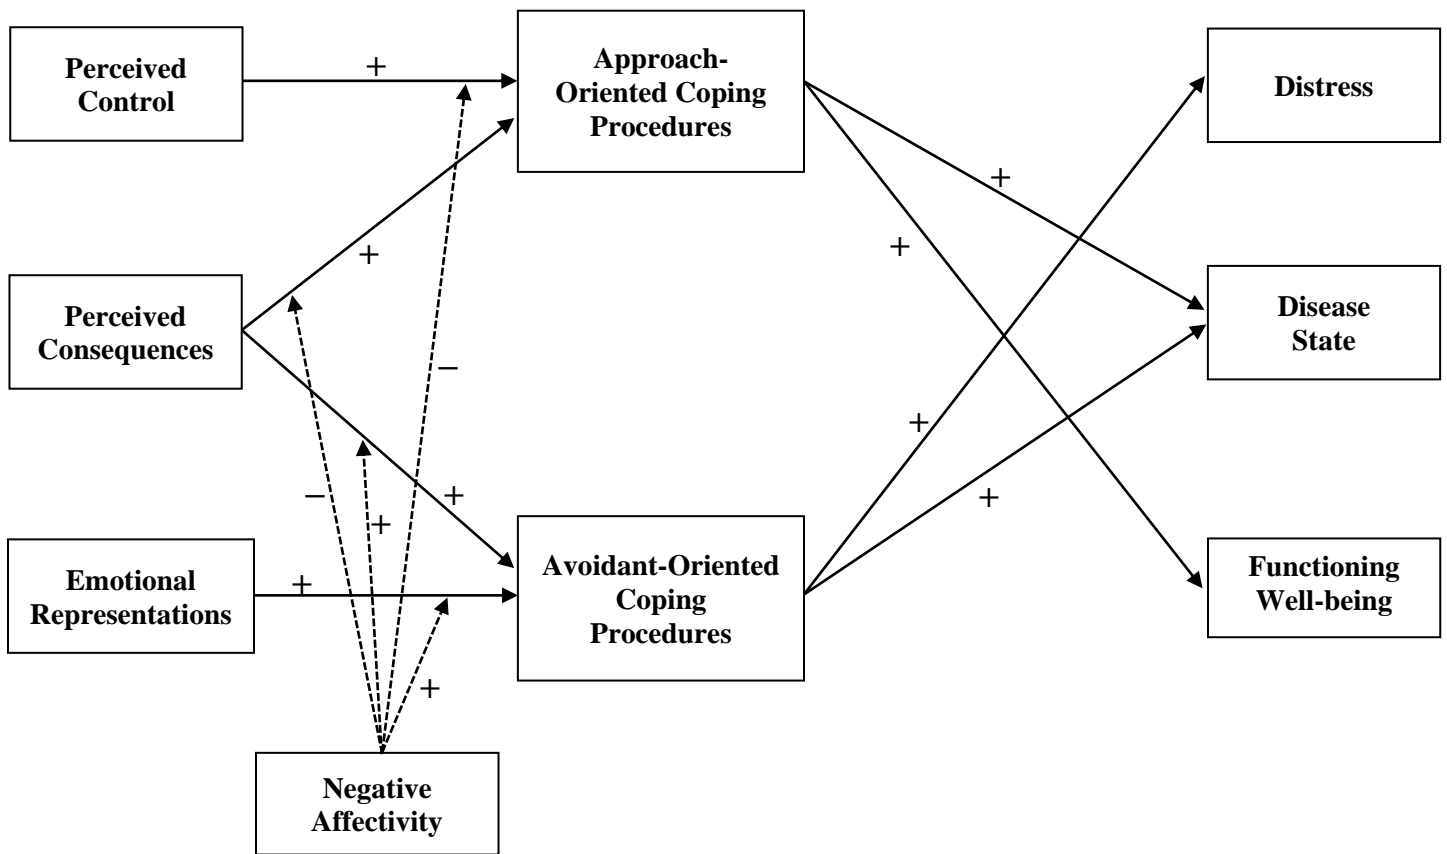 Perceived
Control
+
Approach-
Oriented Coping
Procedures
Distress
+
+
+
Perceived
Consequences
Disease
State
–
+
–
+
+
+
Emotional
Representations
+
Avoidant-Oriented
Coping
Procedures
Functioning
Well-being
+
Negative
Affectivity